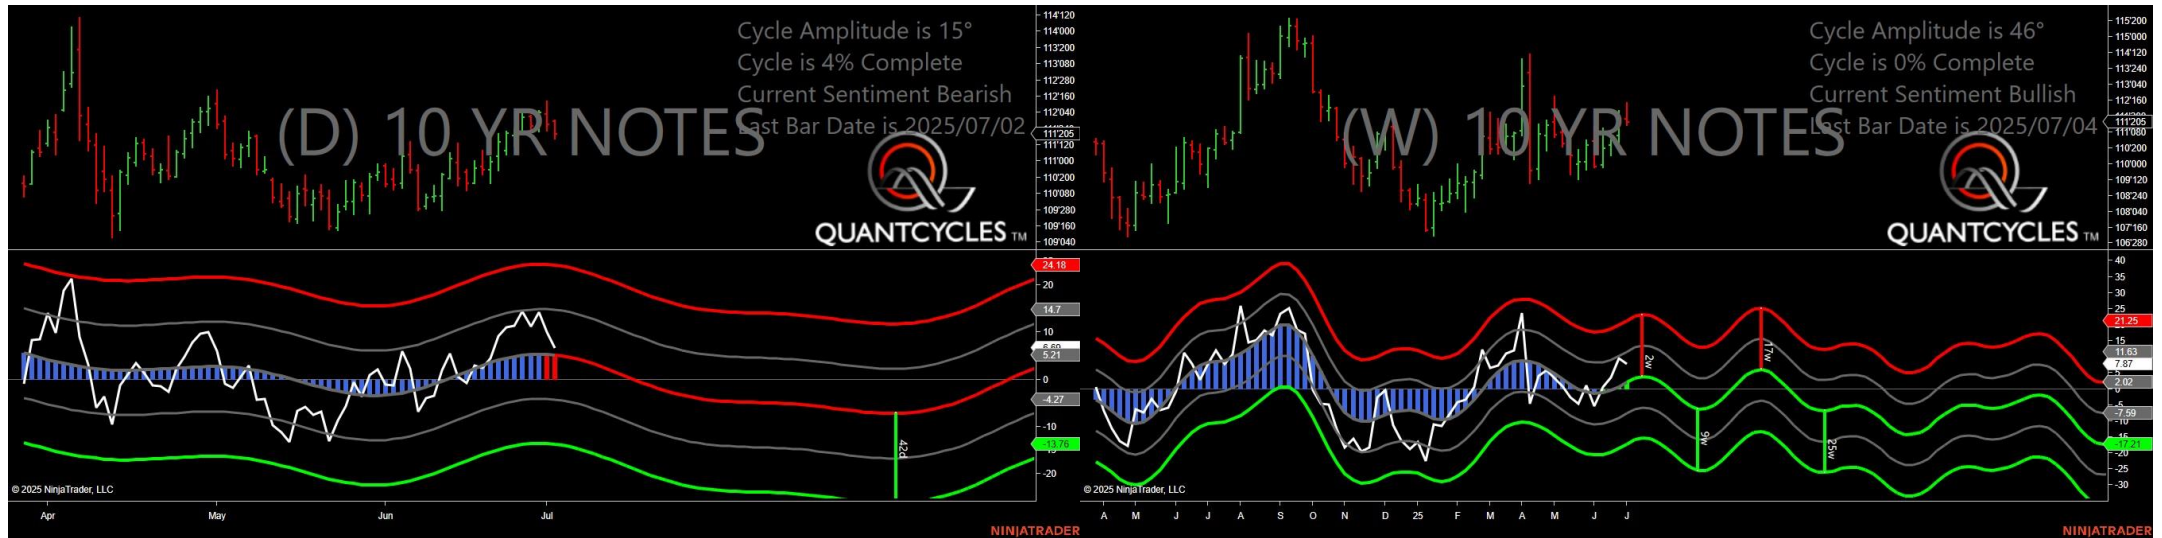 Cycle Amplitude is 15°
Cycle is 4% Complete
Current Sentiment Bearish
Last Bar Date is 2025/07/02
(D) 10 YR NOTES
QUANTCYCLES TM
114'120
114'000
113'200
113'080
112'280
112'160
112'040
111'205
111'120
111'000
110'200
110'080
109'280
109'160
109'040
24.18
20
14.7
10
5.21
0
-4.27
-10
-13.76
-20
42d
© 2025 NinjaTrader, LLC
Apr May Jun Jul
NINJATRADER
Cycle Amplitude is 46°
Cycle is 0% Complete
Current Sentiment Bullish
Last Bar Date is 2025/07/04
(W) 10 YR NOTES
QUANTCYCLES TM
115'200
115'000
114'120
113'240
113'040
112'160
111'205
111'080
110'200
110'000
109'120
108'240
108'040
107'160
106'280
40
35
30
25
21.25
15
11.63
7.87
2.02
-5
-7.59
-17.21
-20
-25
-30
2w
17w
9w
25w
© 2025 NinjaTrader, LLC
A M J J A S O N D 25 F M A M J J
NINJATRADER